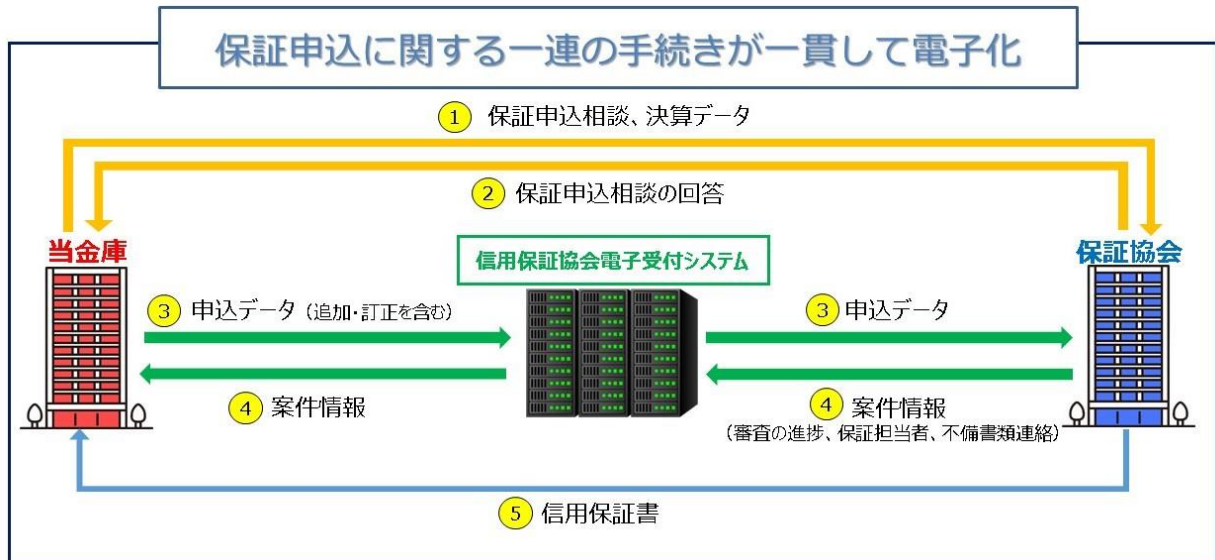 保証申込に関する一連の手続きが一貫して電子化
1 保証申込相談、決算データ
2 保証申込相談の回答
当金庫
信用保証協会電子受付システム
保証協会
3 申込データ（追加・訂正を含む）
3 申込データ
4 案件情報
4 案件情報
（審査の進捗、保証担当者、不備書類連絡）
5 信用保証書